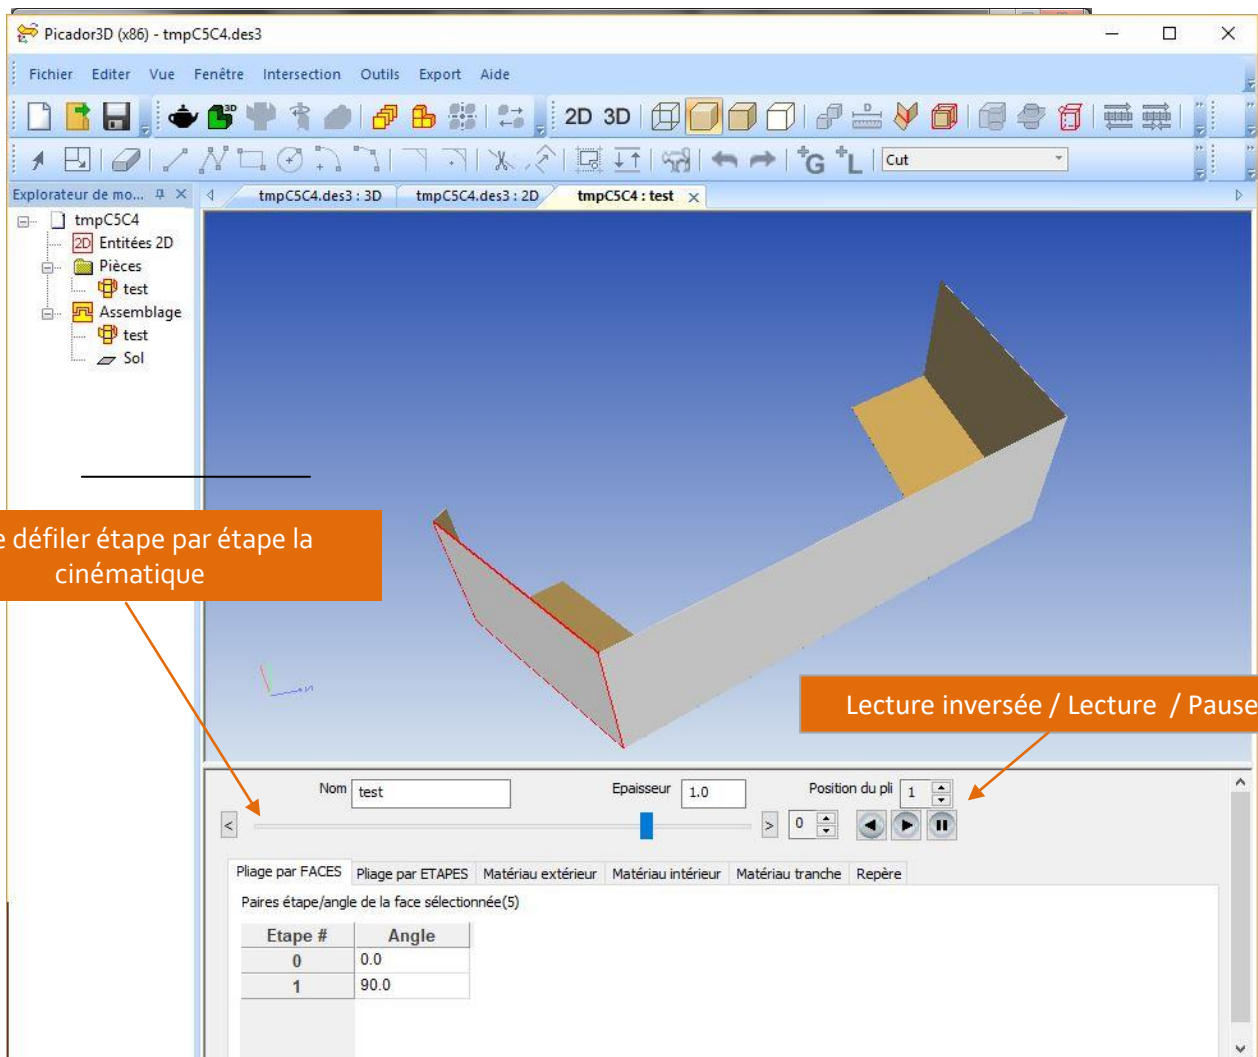 Picador3D (x86) - tmpC5C4.des3
Fichier Editer Vue Fenêtre Intersection Outils Export Aide
3D 2D 3D
+G +L Cut
Explorateur de mo...
tmpC5C4.des3 : 3D tmpC5C4.des3 : 2D tmpC5C4 : test
tmpC5C4
2D Entitées 2D
Pièces
test
Assemblage
test
Sol
défiler étape par étape la
cinématique
Lecture inversée / Lecture / Pause
Nom test Epaisseur 1.0 Position du pli 1
< > 0
Pliage par FACES Pliage par ETAPES Matériau extérieur Matériau intérieur Matériau tranche Repère
Paires étape/angle de la face sélectionnée(5)
Etape # Angle
0 0.0
1 90.0